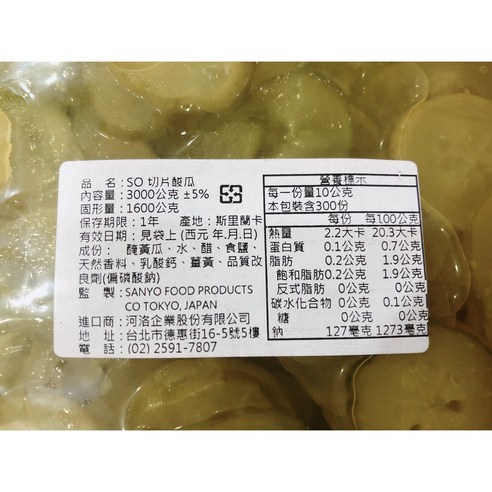 品 名：SO 切片酸瓜
內容量：3000公克 ±5%
固形量：1600公克
保存期限：1年 產地：斯里蘭卡
有效日期：見袋上 (西元 年.月.日)
成份： 醃黃瓜、水、醋、食鹽、
天然香料、乳酸鈣、薑黃、品質改
良劑(偏磷酸鈉)
監 製：SANYO FOOD PRODUCTS
CO TOKYO, JAPAN
進口商：河洛企業股份有限公司
地 址：台北市德惠街16-5號5樓
電 話：(02) 2591-7807
營養標示
每一份量10公克
本包裝含300份
每份 每100公克
熱量 2.2大卡 20.3大卡
蛋白質 0.1公克 0.7公克
脂肪 0.2公克 1.9公克
飽和脂肪0.2公克 1.9公克
反式脂肪 0公克 0公克
碳水化合物 0公克 0.1公克
糖 0公克 0公克
鈉 127毫克 1273毫克